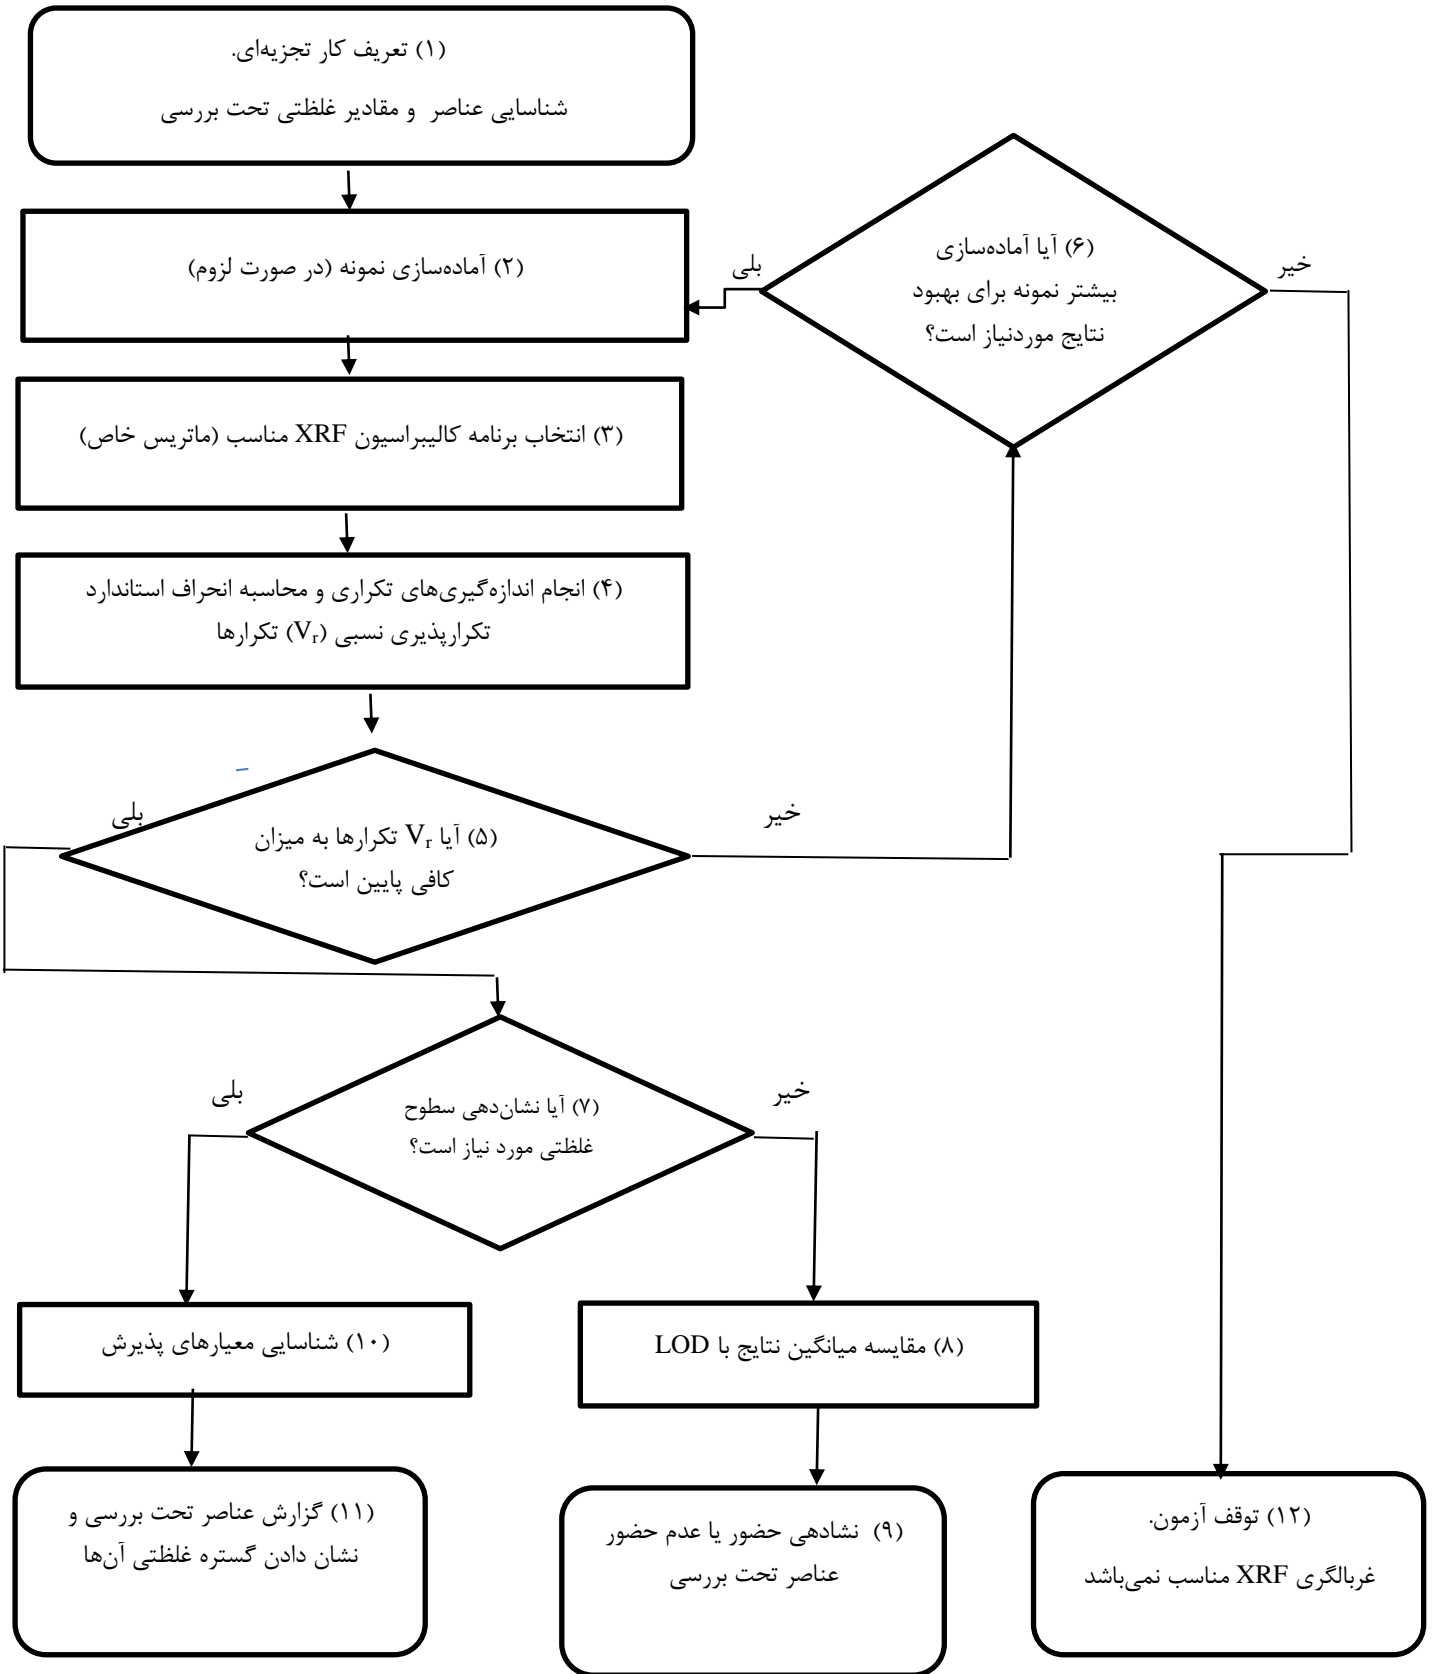 (۱) تعریف کار تجزیه‌ای.
شناسایی عناصر و مقادیر غلظتی تحت بررسی
(۲) آماده‌سازی نمونه (در صورت لزوم)
(۳) انتخاب برنامه کالیبراسیون XRF مناسب (ماتریس خاص)
(۴) انجام اندازه‌گیری‌های تکراری و محاسبه انحراف استاندارد
تکرارپذیری نسبی (Vr) تکرارها
(۵) آیا Vr تکرارها به میزان
کافی پایین است؟
بلی
خیر
(۶) آیا آماده‌سازی
بیشتر نمونه برای بهبود
نتایج موردنیاز است؟
بلی
خیر
(۷) آیا نشان‌دهی سطوح
غلظتی مورد نیاز است؟
بلی
خیر
(۸) مقایسه میانگین نتایج با LOD
(۹) نشادهی حضور یا عدم حضور
عناصر تحت بررسی
(۱۰) شناسایی معیارهای پذیرش
(۱۱) گزارش عناصر تحت بررسی و
نشان دادن گستره غلظتی آن‌ها
(۱۲) توقف آزمون.
غربالگری XRF مناسب نمی‌باشد